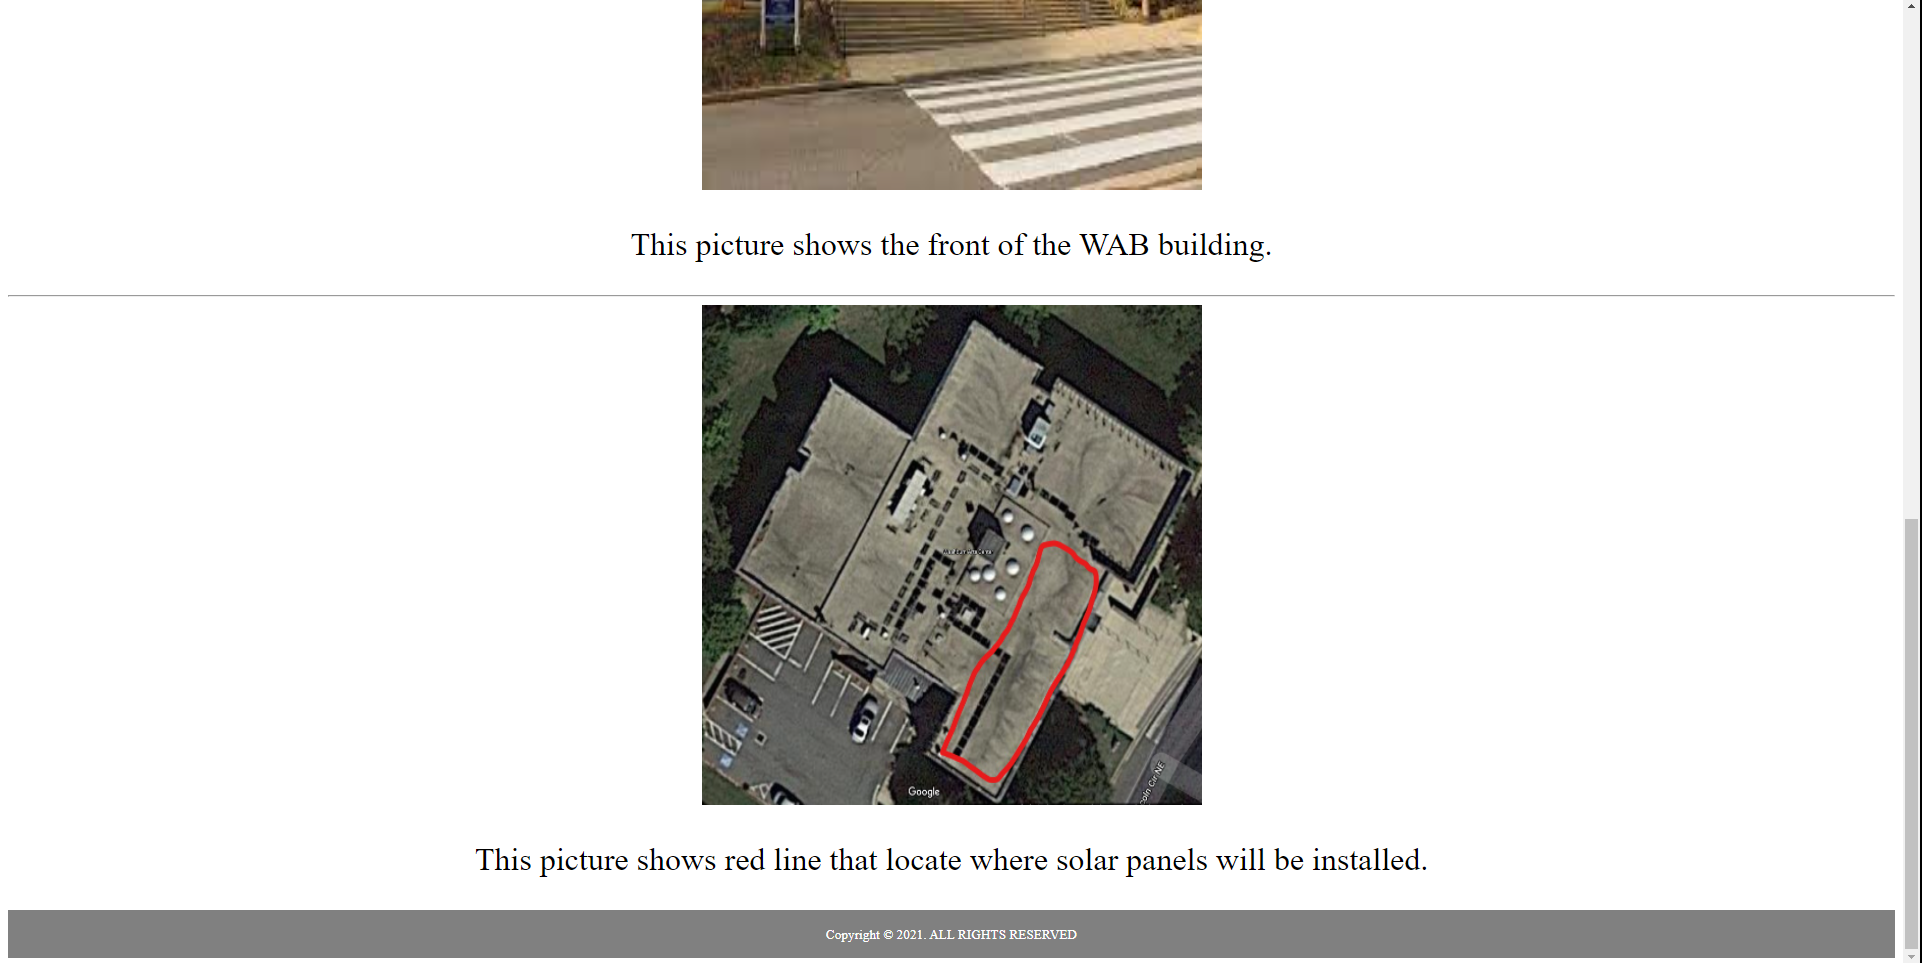 This picture shows the front of the WAB building.
Google
This picture shows red line that locate where solar panels will be installed.
Copyright © 2021. ALL RIGHTS RESERVED